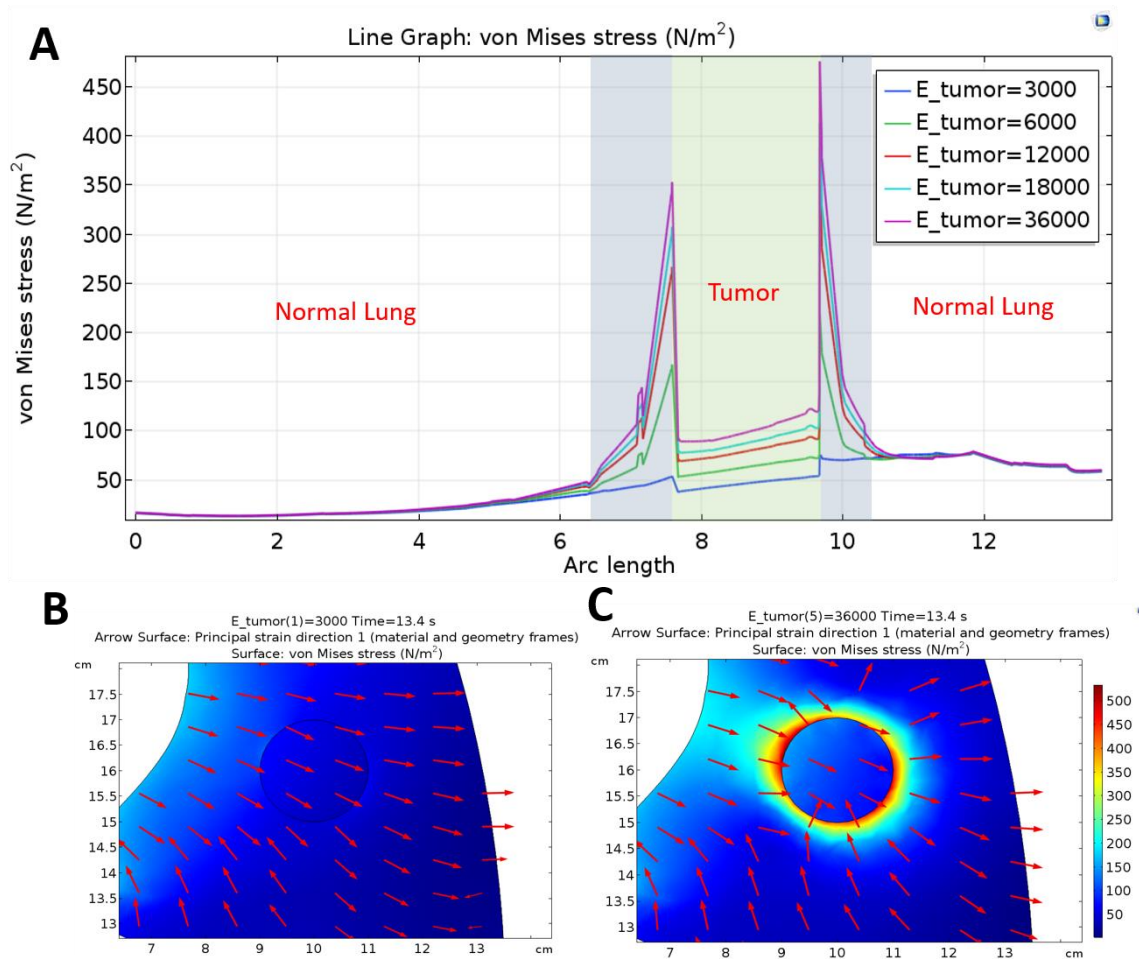 A
Line Graph: von Mises stress (N/m²)
von Mises stress (N/m²)
450
400
350
300
250
200
150
100
50
0
2
4
6
8
10
12
Arc length
E_tumor=3000
E_tumor=6000
E_tumor=12000
E_tumor=18000
E_tumor=36000
Normal Lung
Tumor
Normal Lung
B
E_tumor(1)=3000 Time=13.4 s
Arrow Surface: Principal strain direction 1 (material and geometry frames)
Surface: von Mises stress (N/m²)
cm
17.5
17
16.5
16
15.5
15
14.5
14
13.5
13
7
8
9
10
11
12
13
cm
C
E_tumor(5)=36000 Time=13.4 s
Arrow Surface: Principal strain direction 1 (material and geometry frames)
Surface: von Mises stress (N/m²)
cm
17.5
17
16.5
16
15.5
15
14.5
14
13.5
13
7
8
9
10
11
12
13
cm
500
450
400
350
300
250
200
150
100
50